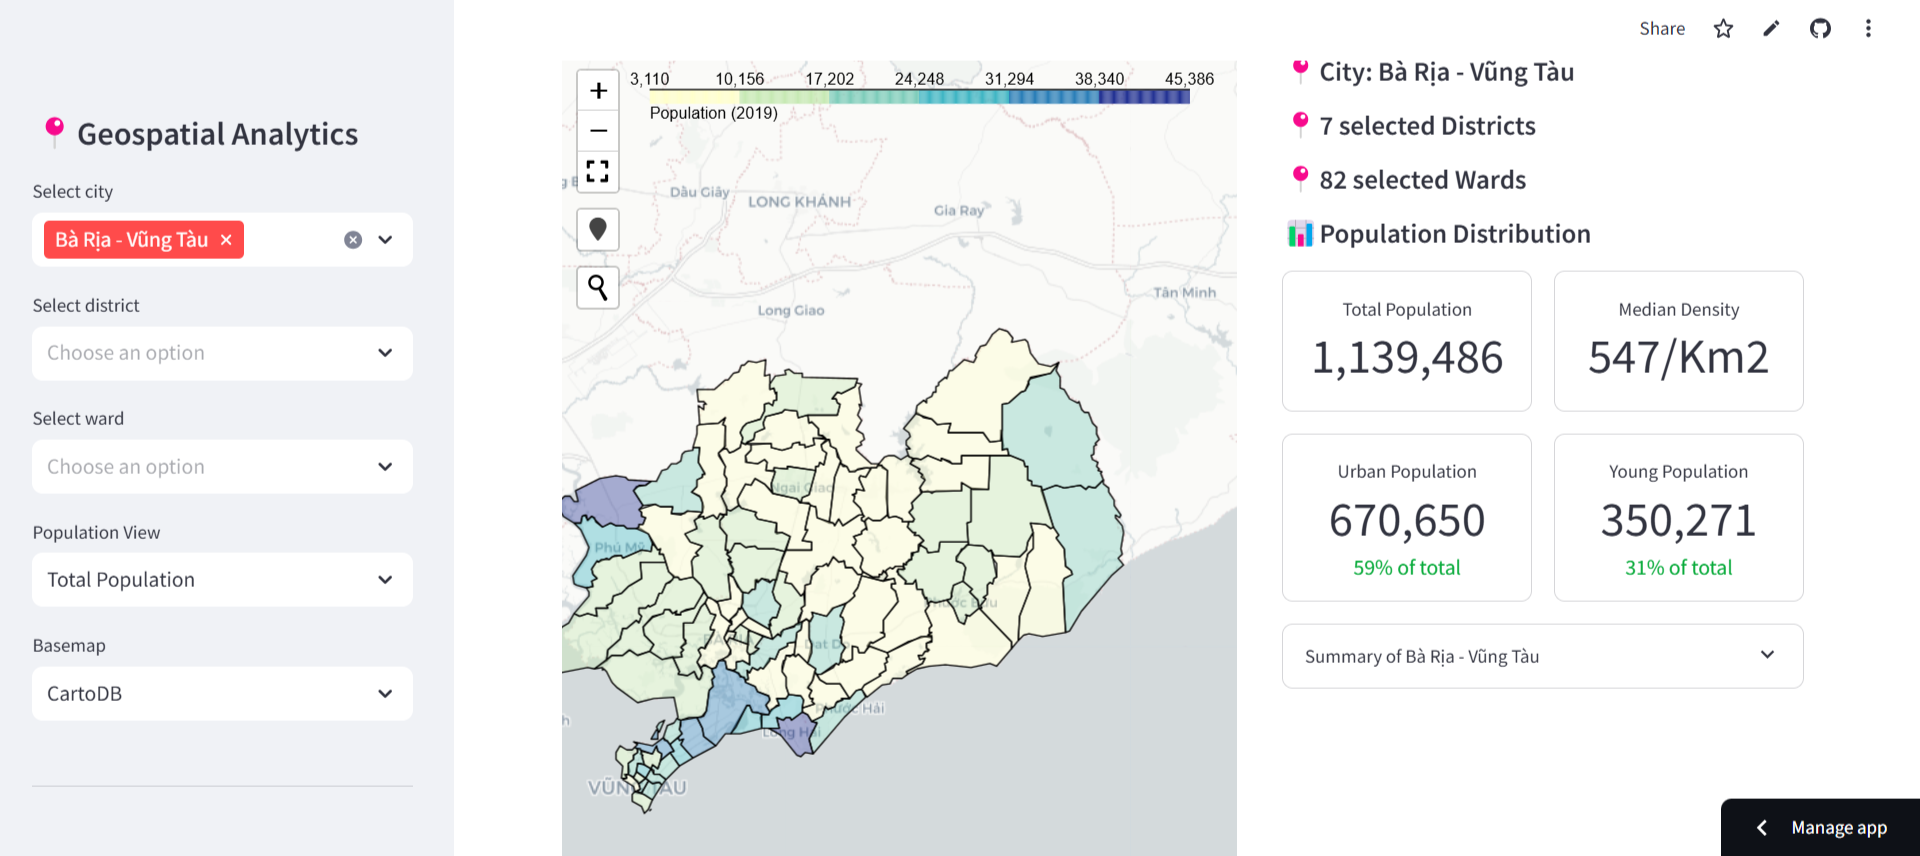 Share
Geospatial Analytics
Select city
Bà Rịa - Vũng Tàu
Select district
Choose an option
Select ward
Choose an option
Population View
Total Population
Basemap
CartoDB
3,110 10,156 17,202 24,248 31,294 38,340 45,386
Population (2019)
Dầu Giây
LONG KHÁNH
Gia Ray
Tân Minh
Long Giao
Ngai Giao
Phú Mỹ
Phước Bửu
BÀ RỊA
Đất Đỏ
Phước Hải
Long Hải
VŨNG TÀU
City: Bà Rịa - Vũng Tàu
7 selected Districts
82 selected Wards
Population Distribution
Total Population
1,139,486
Median Density
547/Km2
Urban Population
670,650
59% of total
Young Population
350,271
31% of total
Summary of Bà Rịa - Vũng Tàu
Manage app